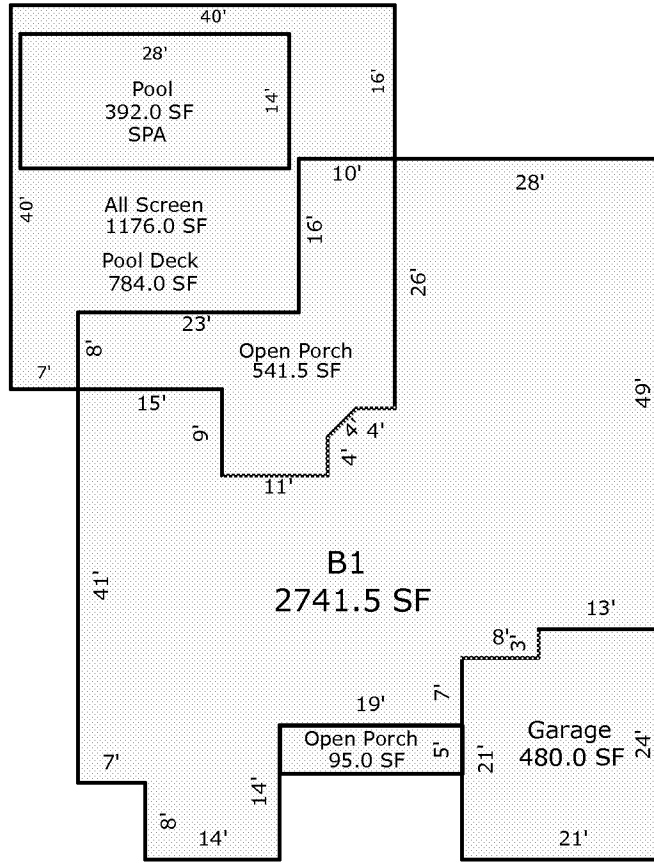 40'
28'
16'
Pool
14'
392.0 SF
SPA
10'
28'
40'
All Screen
1176.0 SF
16'
Pool Deck
784.0 SF
26'
23'
8'
Open Porch
541.5 SF
7'
15'
49'
9'
4'
4'
4'
11'
B1
2741.5 SF
41'
13'
8'
3'
7'
19'
Open Porch
95.0 SF
5'
21'
Garage
480.0 SF
24'
7'
14'
8'
14'
21'